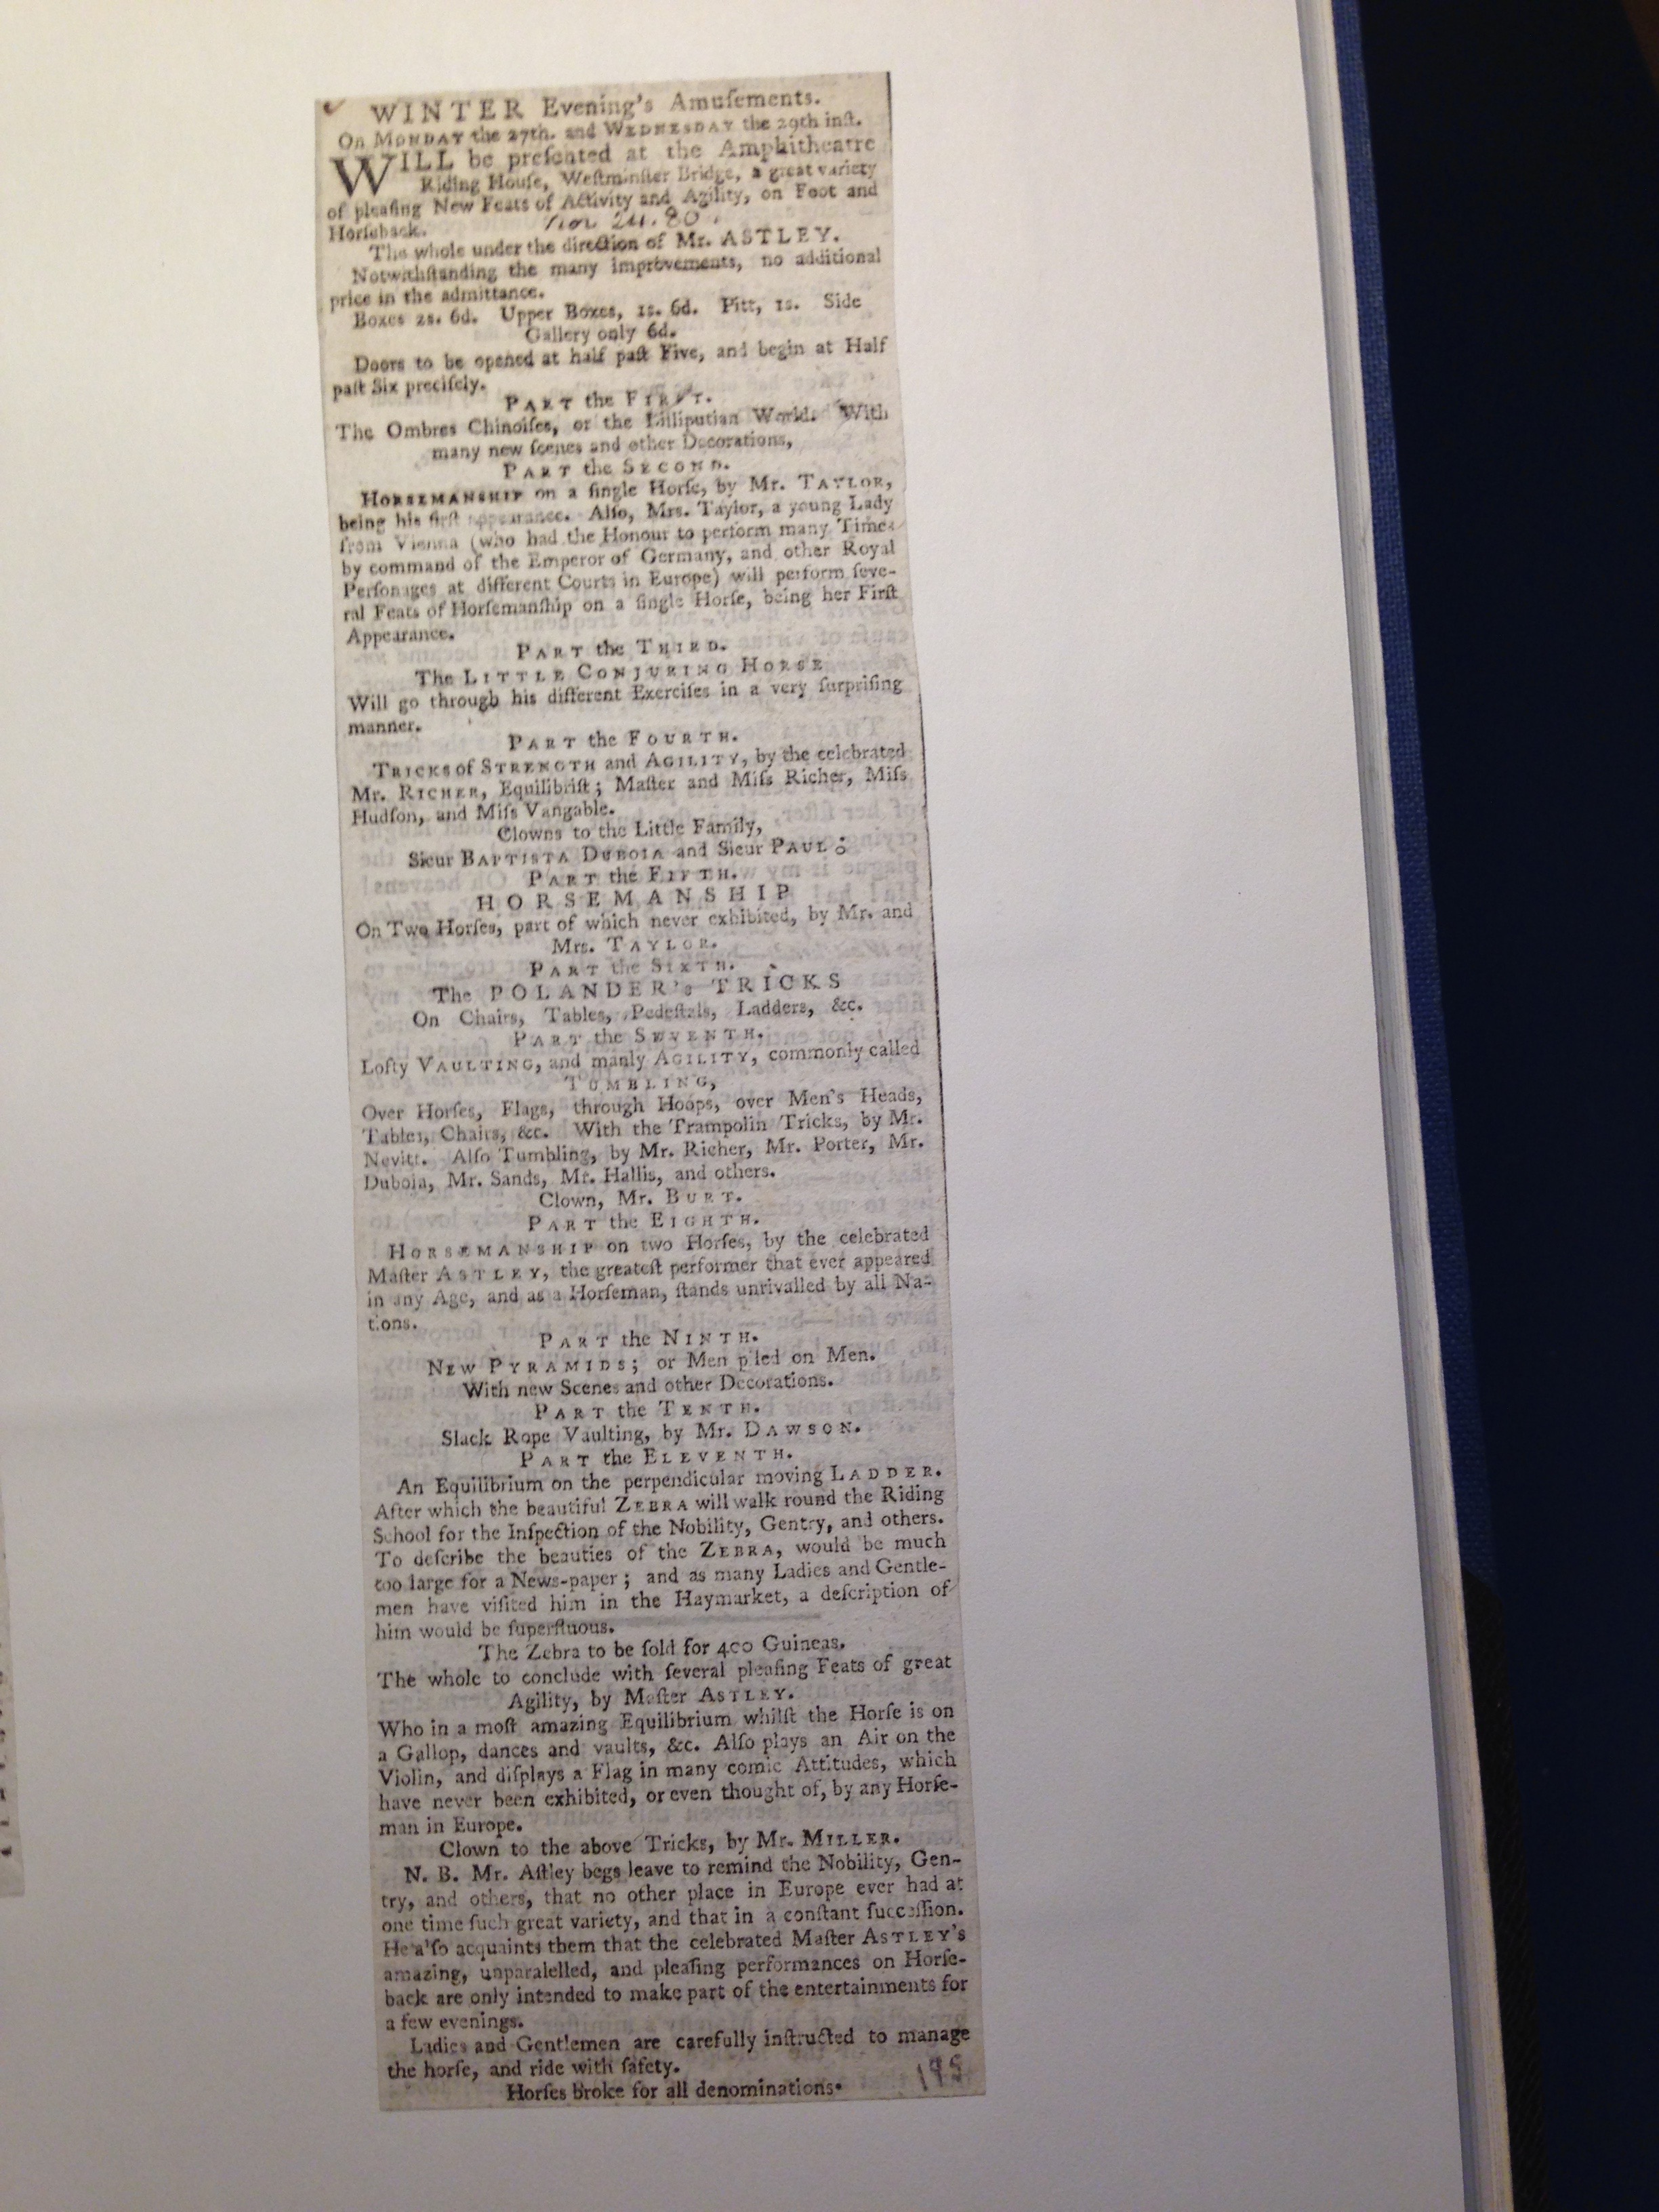 WINTER Evening's Amuſements.
On MONDAY the 27th. and WEDNESDAY the 29th inſt.
WILL be preſented at the Amphitheatre
Riding Houſe, Weſtminſter Bridge, a great variety
of pleaſing New Feats of Activity and Agility, on Foot and
Horſeback.
Nov 24. 80.
The whole under the direction of Mr. ASTLEY.
Notwithſtanding the many improvements, no additional
price in the admittance.
Boxes 2s. 6d. Upper Boxes, 1s. 6d. Pitt, 1s. Side
Gallery only 6d.
Doors to be opened at half paſt Five, and begin at Half
paſt Six preciſely.
PART the FIRST.
The Ombres Chinoiſes, or the Lilliputian World. With
many new ſcenes and other Decorations,
PART the SECOND.
HORSEMANSHIP on a ſingle Horſe, by Mr. TAYLOR,
being his firſt appearance. Alſo, Mrs. Taylor, a young Lady
from Vienna (who had the Honour to perform many Times
by command of the Emperor of Germany, and other Royal
Perſonages at different Courts in Europe) will perform ſeve-
ral Feats of Horſemanſhip on a ſingle Horſe, being her Firſt
Appearance.
PART the THIRD.
The LITTLE CONJURING HORSE
Will go through his different Exerciſes in a very ſurpriſing
manner.
PART the FOURTH.
TRICKS of STRENGTH and AGILITY, by the celebrated
Mr. RICHER, Equilibriſt; Maſter and Miſs Richer, Miſs
Hudſon, and Miſs Vangable.
Clowns to the Little Family,
Sieur BAPTISTA DUBOIA and Sieur PAULO:
PART the FIFTH.
HORSEMANSHIP
On Two Horſes, part of which never exhibited, by Mr. and
Mrs. TAYLOR.
PART the SIXTH.
The POLANDER's TRICKS
On Chairs, Tables, Pedeſtals, Ladders, &c.
PART the SEVENTH.
Lofty VAULTING, and manly AGILITY, commonly called
TUMBLING,
Over Horſes, Flags, through Hoops, over Men's Heads,
Tables, Chairs, &c. With the Trampolin Tricks, by Mr.
Nevitt. Alſo Tumbling, by Mr. Richer, Mr. Porter, Mr.
Duboia, Mr. Sands, Mr. Hallis, and others.
Clown, Mr. BURT.
PART the EIGHTH.
HORSEMANSHIP on two Horſes, by the celebrated
Maſter ASTLEY, the greateſt performer that ever appeared
in any Age, and as a Horſeman, ſtands unrivalled by all Na-
tions.
PART the NINTH.
NEW PYRAMIDS; or Men piled on Men.
With new Scenes and other Decorations.
PART the TENTH.
Slack Rope Vaulting, by Mr. DAWSON.
PART the ELEVENTH.
An Equilibrium on the perpendicular moving LADDER.
After which the beautiful ZEBRA will walk round the Riding
School for the Inſpection of the Nobility, Gentry, and others.
To deſcribe the beauties of the ZEBRA, would be much
too large for a News-paper; and as many Ladies and Gentle-
men have viſited him in the Haymarket, a deſcription of
him would be ſuperfluous.
The Zebra to be ſold for 400 Guineas.
The whole to conclude with ſeveral pleaſing Feats of great
Agility, by Maſter ASTLEY.
Who in a moſt amazing Equilibrium whilſt the Horſe is on
a Gallop, dances and vaults, &c. Alſo plays an Air on the
Violin, and diſplays a Flag in many comic Attitudes, which
have never been exhibited, or even thought of, by any Horſe-
man in Europe.
Clown to the above Tricks, by Mr. MILLER.
N. B. Mr. Aſtley begs leave to remind the Nobility, Gen-
try, and others, that no other place in Europe ever had at
one time ſuch great variety, and that in a conſtant ſucceſſion.
He alſo acquaints them that the celebrated Maſter ASTLEY's
amazing, unparalelled, and pleaſing performances on Horſe-
back are only intended to make part of the entertainments for
a few evenings.
Ladies and Gentlemen are carefully inſtructed to manage
the horſe, and ride with ſafety.
Horſes broke for all denominations.
195